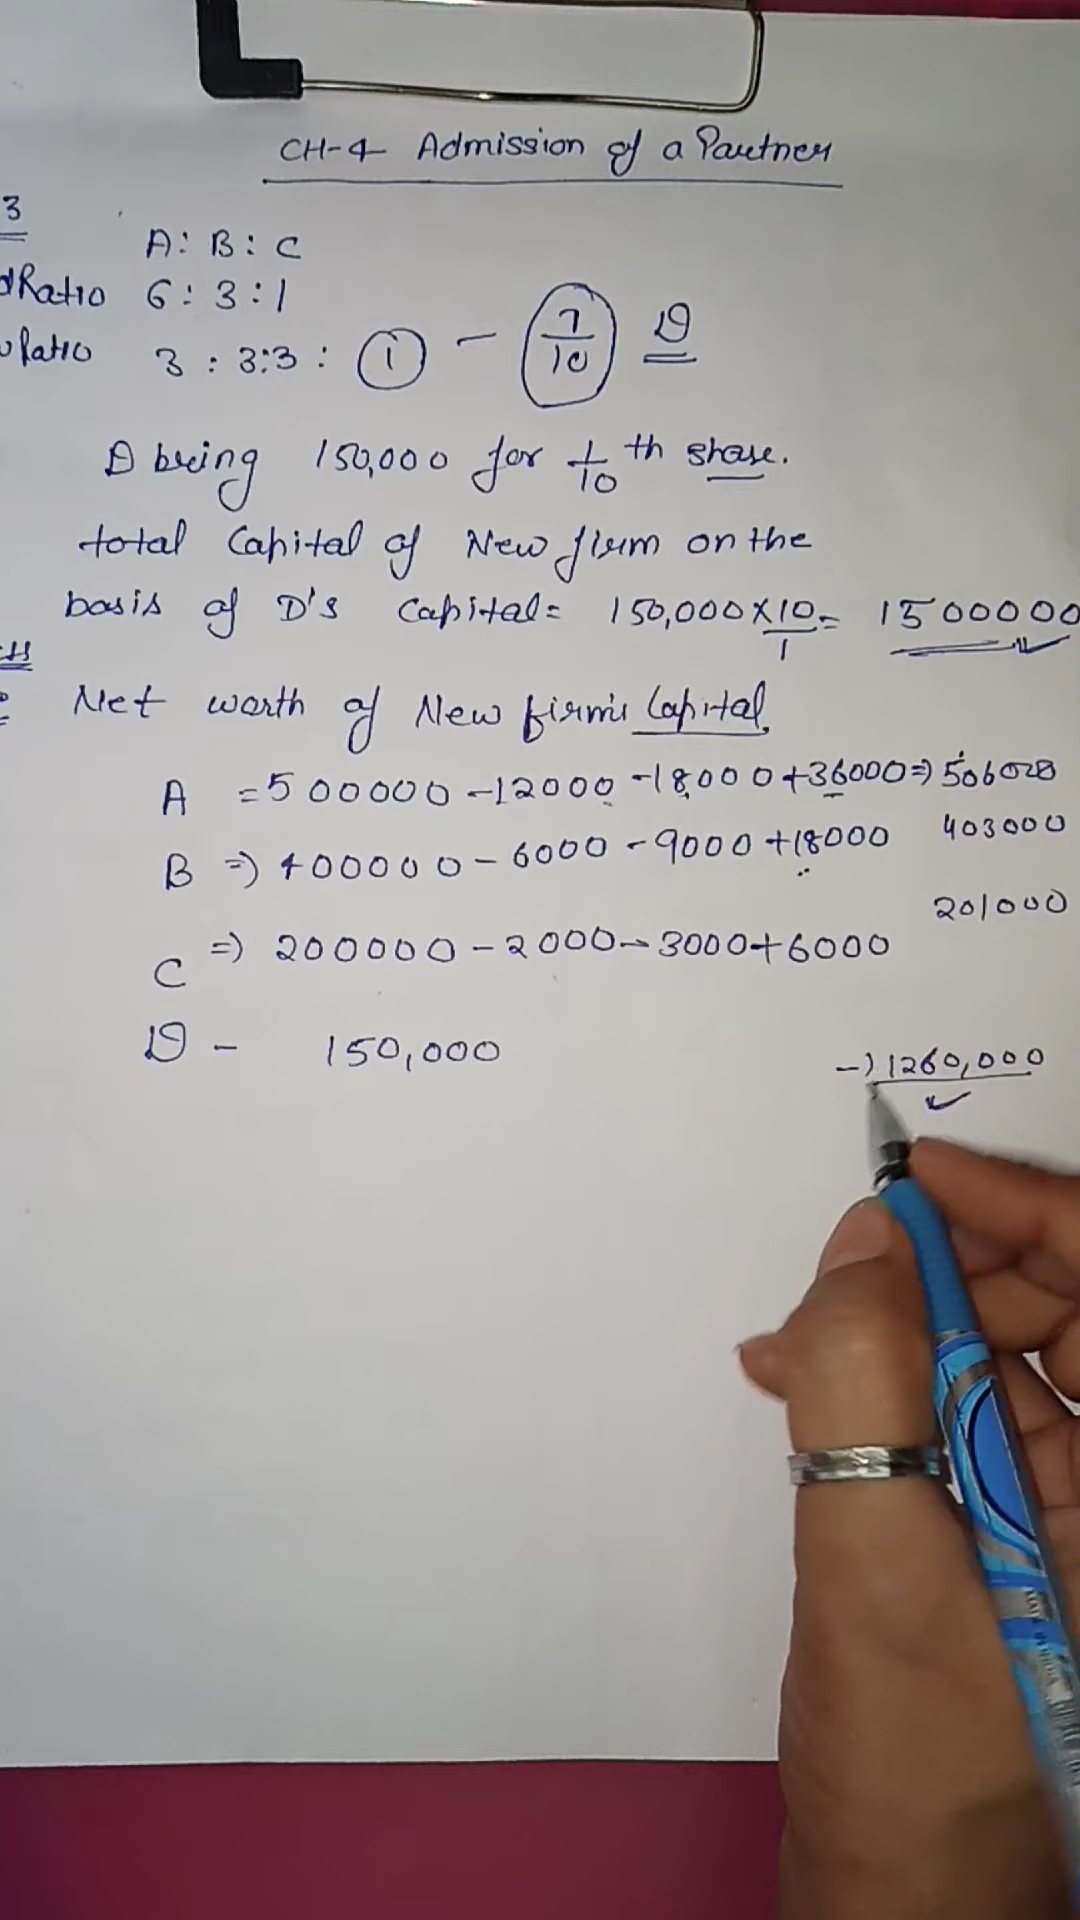 CH-4 Admission of a Partner
3
A: B: C
Ratio 6: 3:1
Ratio 3 : 3:3: 1 - 1/10 D
D bring 150,000 for 1/10 th share.
total Capital of New firm on the
basis of D's Capital= 150,000×10/1= 1500000
Net worth of New firm's Capital.
A =500000-12000-18,000+36000⇒506000
B ⇒ 400000-6000-9000+18000 403000
C ⇒ 200000-2000-3000+6000 201000
D - 150,000
→1260,000